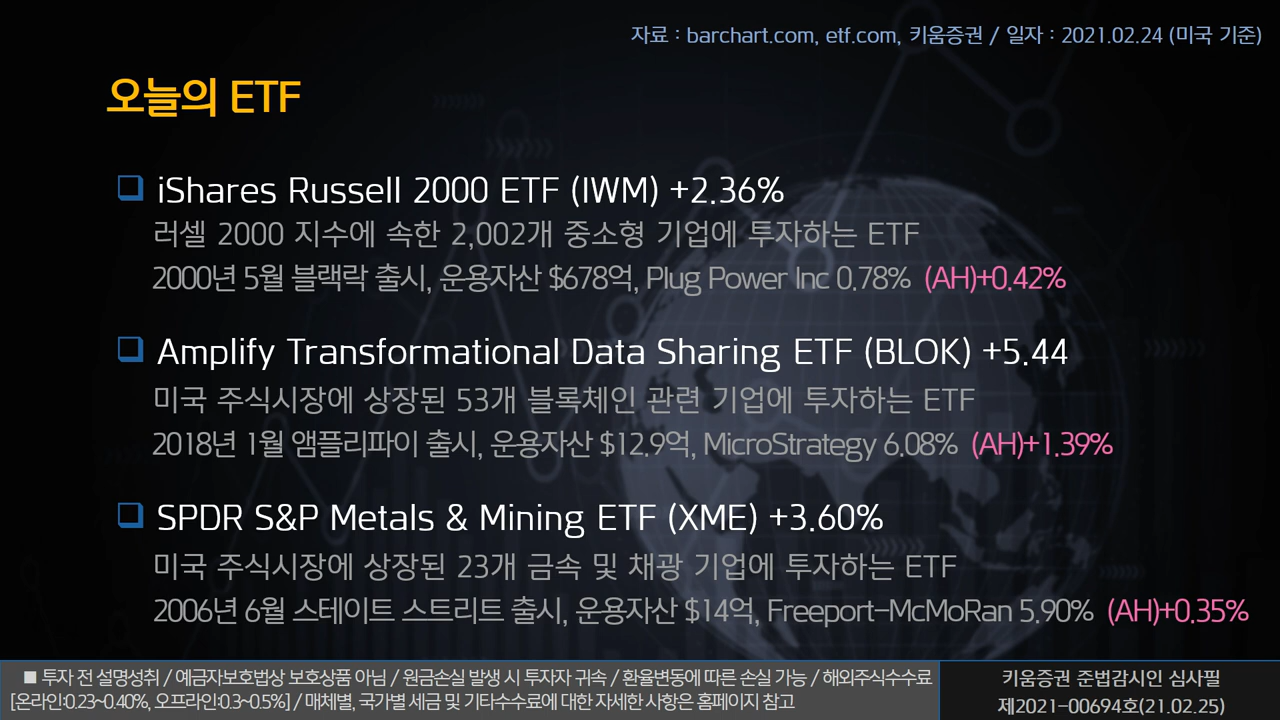 자료 : barchart.com, etf.com, 키움증권 / 일자 : 2021.02.24 (미국 기준)
오늘의 ETF
❑ iShares Russell 2000 ETF (IWM) +2.36%
러셀 2000 지수에 속한 2,002개 중소형 기업에 투자하는 ETF
2000년 5월 블랙락 출시, 운용자산 $678억, Plug Power Inc 0.78% (AH)+0.42%
❑ Amplify Transformational Data Sharing ETF (BLOK) +5.44
미국 주식시장에 상장된 53개 블록체인 관련 기업에 투자하는 ETF
2018년 1월 앰플리파이 출시, 운용자산 $12.9억, MicroStrategy 6.08% (AH)+1.39%
❑ SPDR S&P Metals & Mining ETF (XME) +3.60%
미국 주식시장에 상장된 23개 금속 및 채광 기업에 투자하는 ETF
2006년 6월 스테이트 스트리트 출시, 운용자산 $14억, Freeport-McMoRan 5.90% (AH)+0.35%
■ 투자 전 설명성취 / 예금자보호법상 보호상품 아님 / 원금손실 발생 시 투자자 귀속 / 환율변동에 따른 손실 가능 / 해외주식수수료
[온라인:0.23~0.40%, 오프라인:0.3~0.5%] / 매체별, 국가별 세금 및 기타수수료에 대한 자세한 사항은 홈페이지 참고
키움증권 준법감시인 심사필
제2021-00694호(21.02.25)